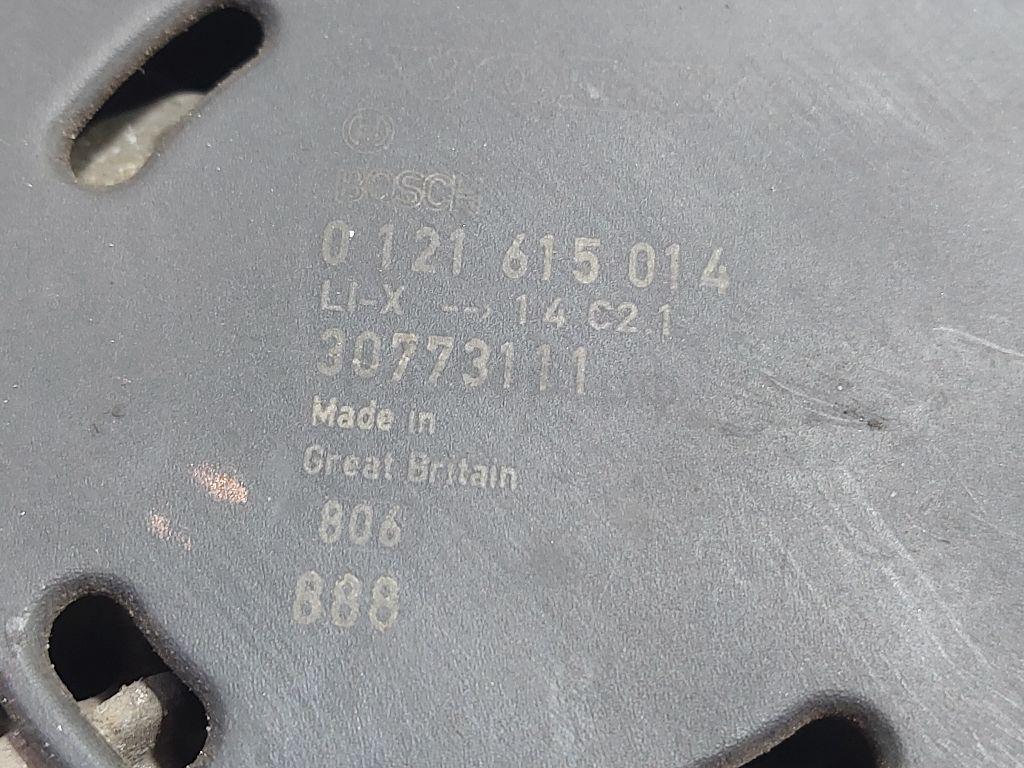 BOSCH
0 121 615 014
LI-X --> 14 C2.1
30773111
Made in
Great Britain
806
888